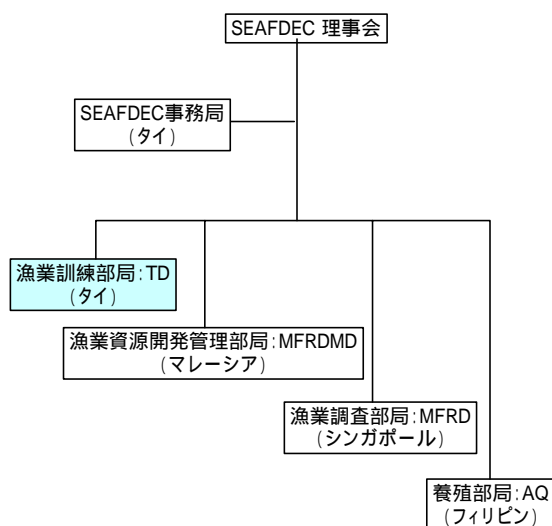 SEAFDEC 理事会
SEAFDEC事務局
(タイ)
漁業訓練部局:TD
(タイ)
漁業資源開発管理部局:MFRDMD
(マレーシア)
漁業調査部局:MFRD
(シンガポール)
養殖部局:AQ
(フィリピン)